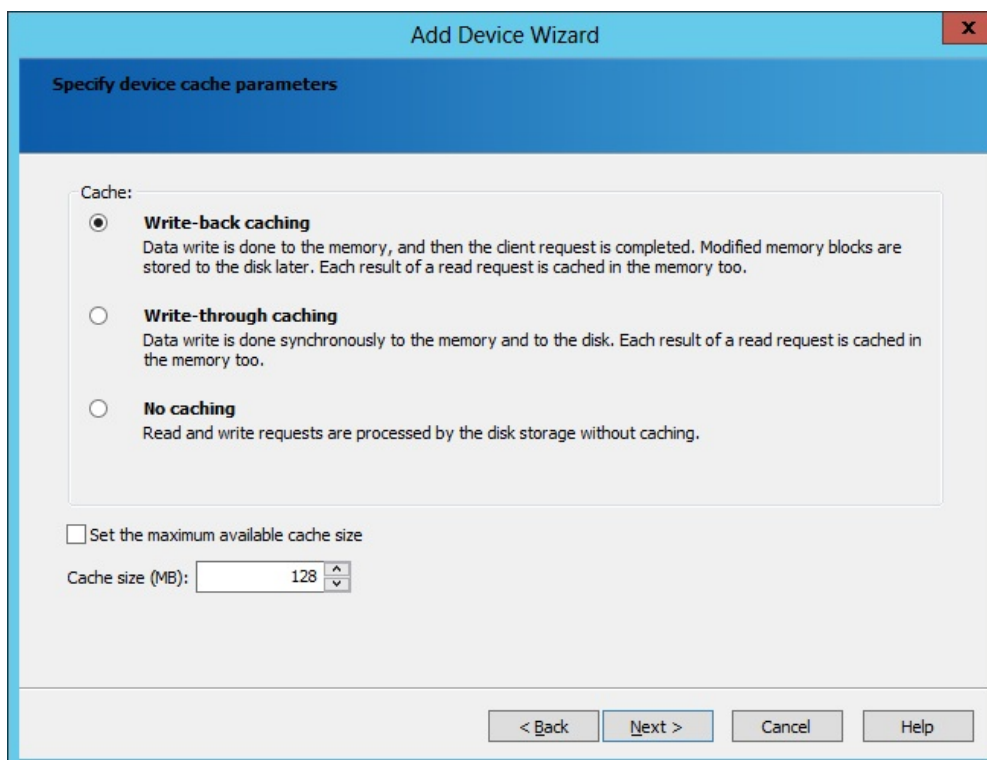 Add Device Wizard
x
Specify device cache parameters
Cache:
Write-back caching
Data write is done to the memory, and then the client request is completed. Modified memory blocks are
stored to the disk later. Each result of a read request is cached in the memory too.
Write-through caching
Data write is done synchronously to the memory and to the disk. Each result of a read request is cached in
the memory too.
No caching
Read and write requests are processed by the disk storage without caching.
Set the maximum available cache size
Cache size (MB): 128
< Back Next > Cancel Help